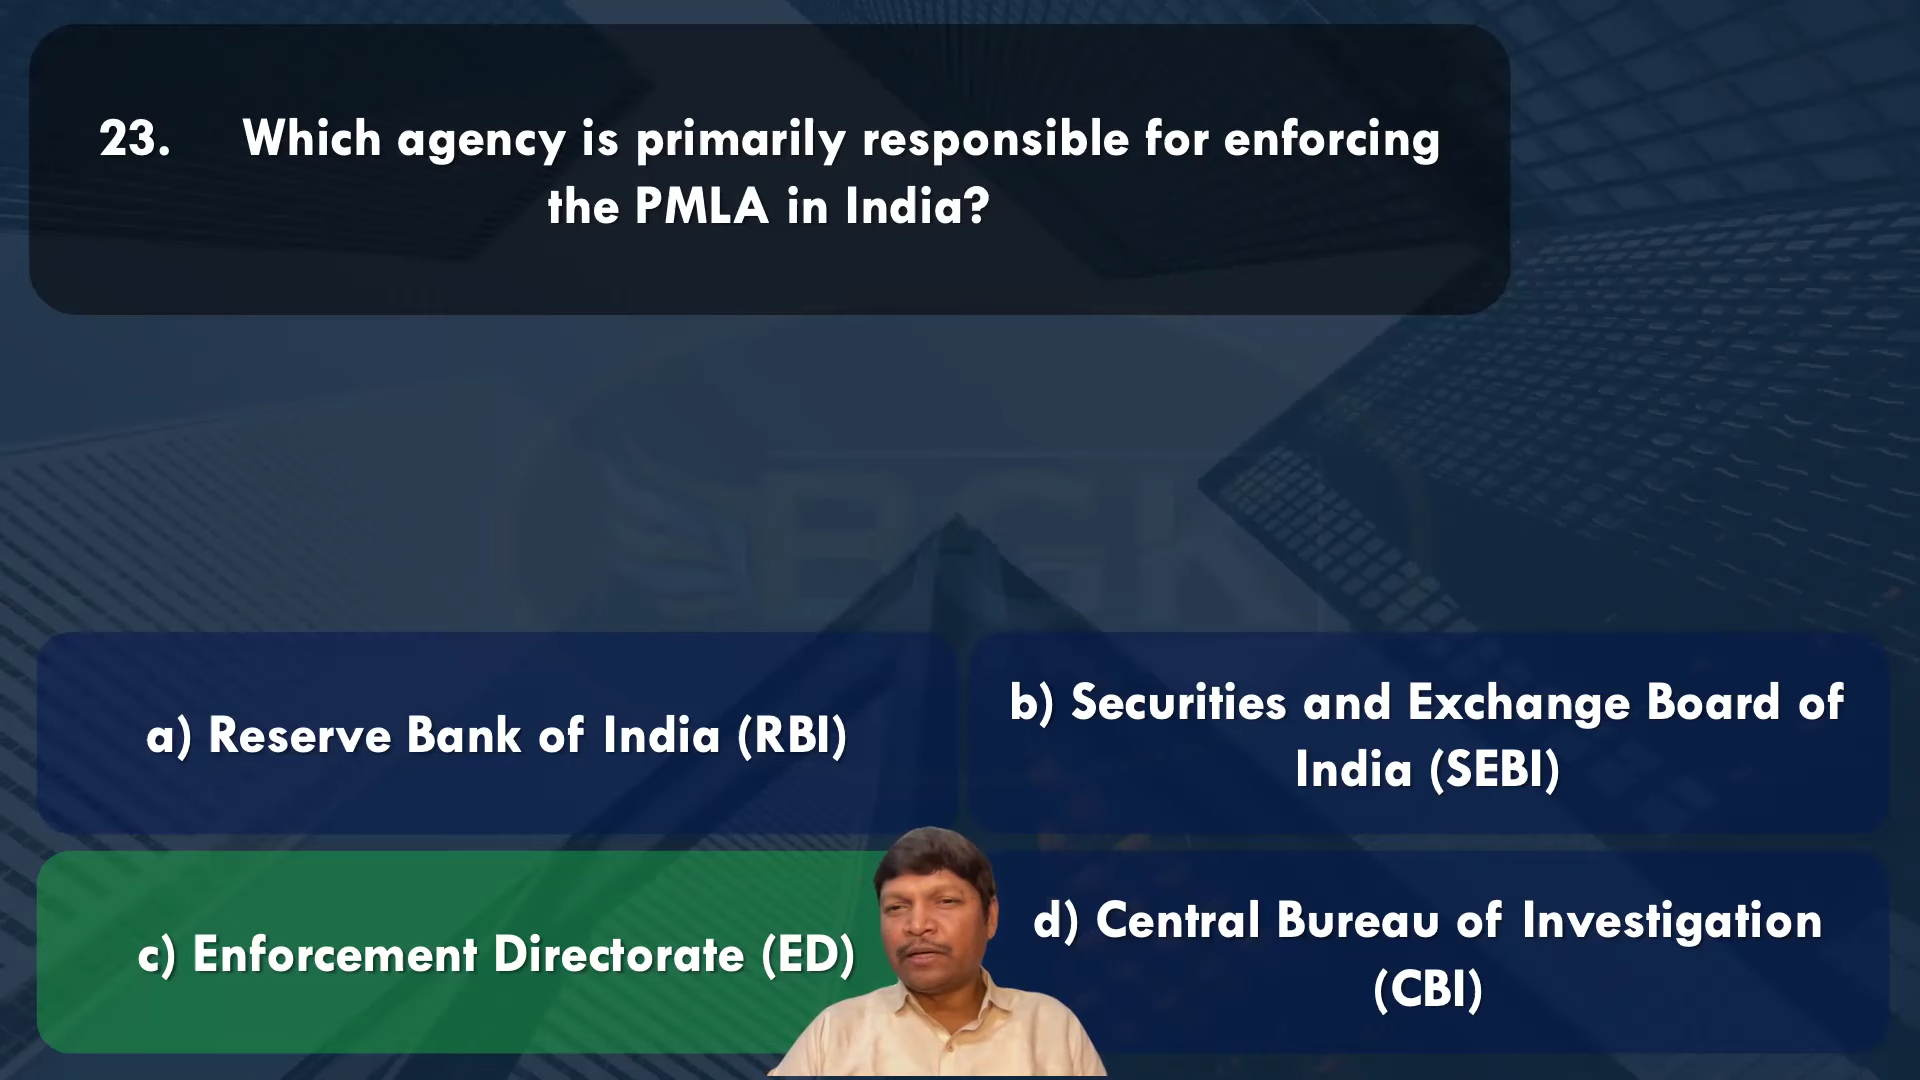 23. Which agency is primarily responsible for enforcing
the PMLA in India?
BGK
a) Reserve Bank of India (RBI)
b) Securities and Exchange Board of
India (SEBI)
c) Enforcement Directorate (ED)
d) Central Bureau of Investigation
(CBI)